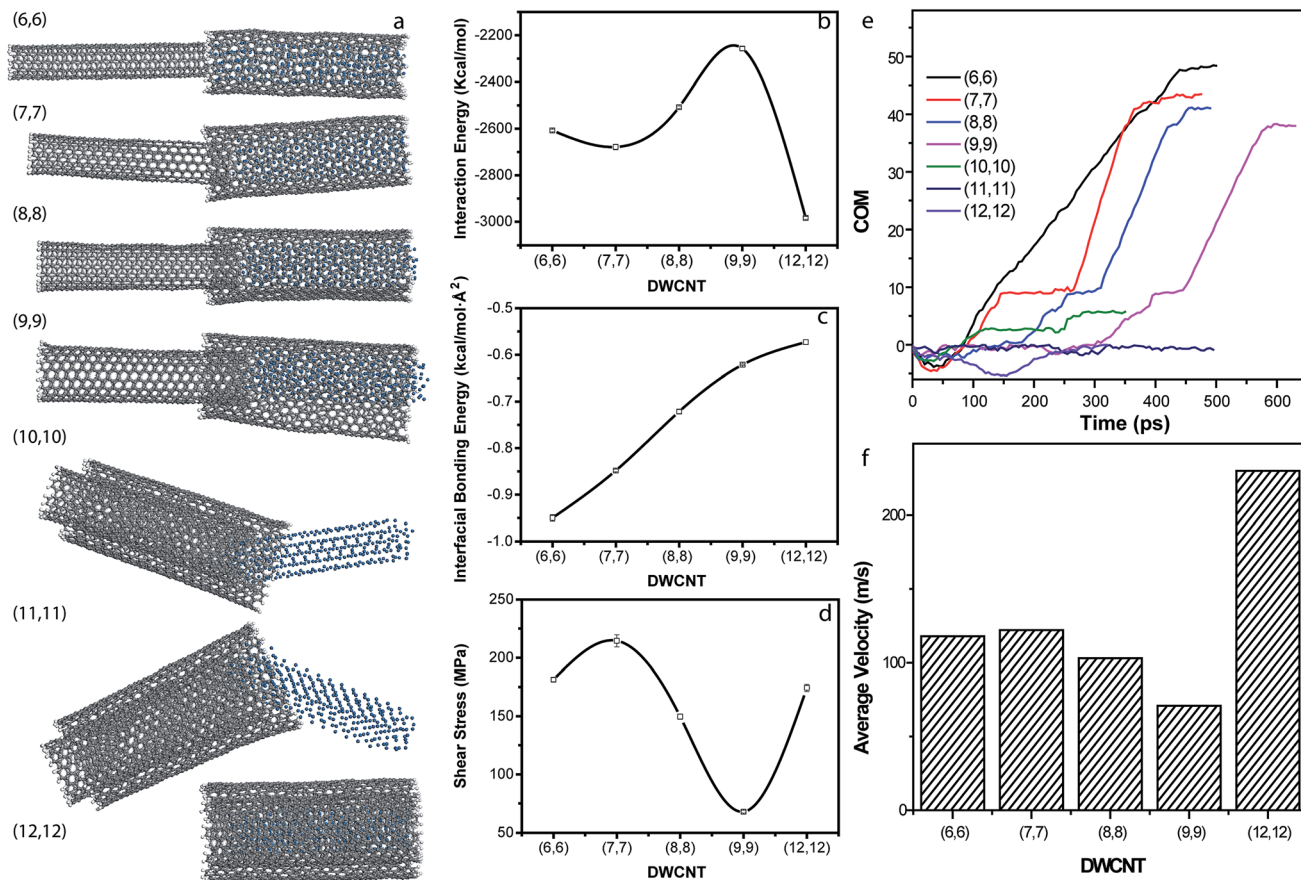 a
(6,6)
(7,7)
(8,8)
(9,9)
(10,10)
(11,11)
(12,12)
b
Interaction Energy (Kcal/mol)
-2200
-2400
-2600
-2800
-3000
(6,6) (7,7) (8,8) (9,9) (12,12)
DWCNT
c
Interfacial Bonding Energy (kcal/mol·Å²)
-0.5
-0.6
-0.7
-0.8
-0.9
-1.0
(6,6) (7,7) (8,8) (9,9) (12,12)
DWCNT
d
Shear Stress (MPa)
250
200
150
100
50
(6,6) (7,7) (8,8) (9,9) (12,12)
DWCNT
e
COM
50
40
30
20
10
0
(6,6)
(7,7)
(8,8)
(9,9)
(10,10)
(11,11)
(12,12)
0 100 200 300 400 500 600
Time (ps)
f
Average Velocity (m/s)
200
100
0
(6,6) (7,7) (8,8) (9,9) (12,12)
DWCNT